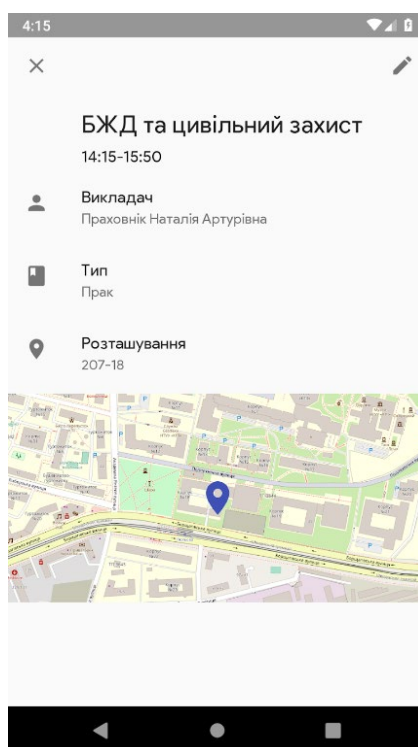 4:15
БЖД та цивільний захист
14:15-15:50
Викладач
Праховнік Наталія Артурівна
Тип
Прак
Розташування
207-18